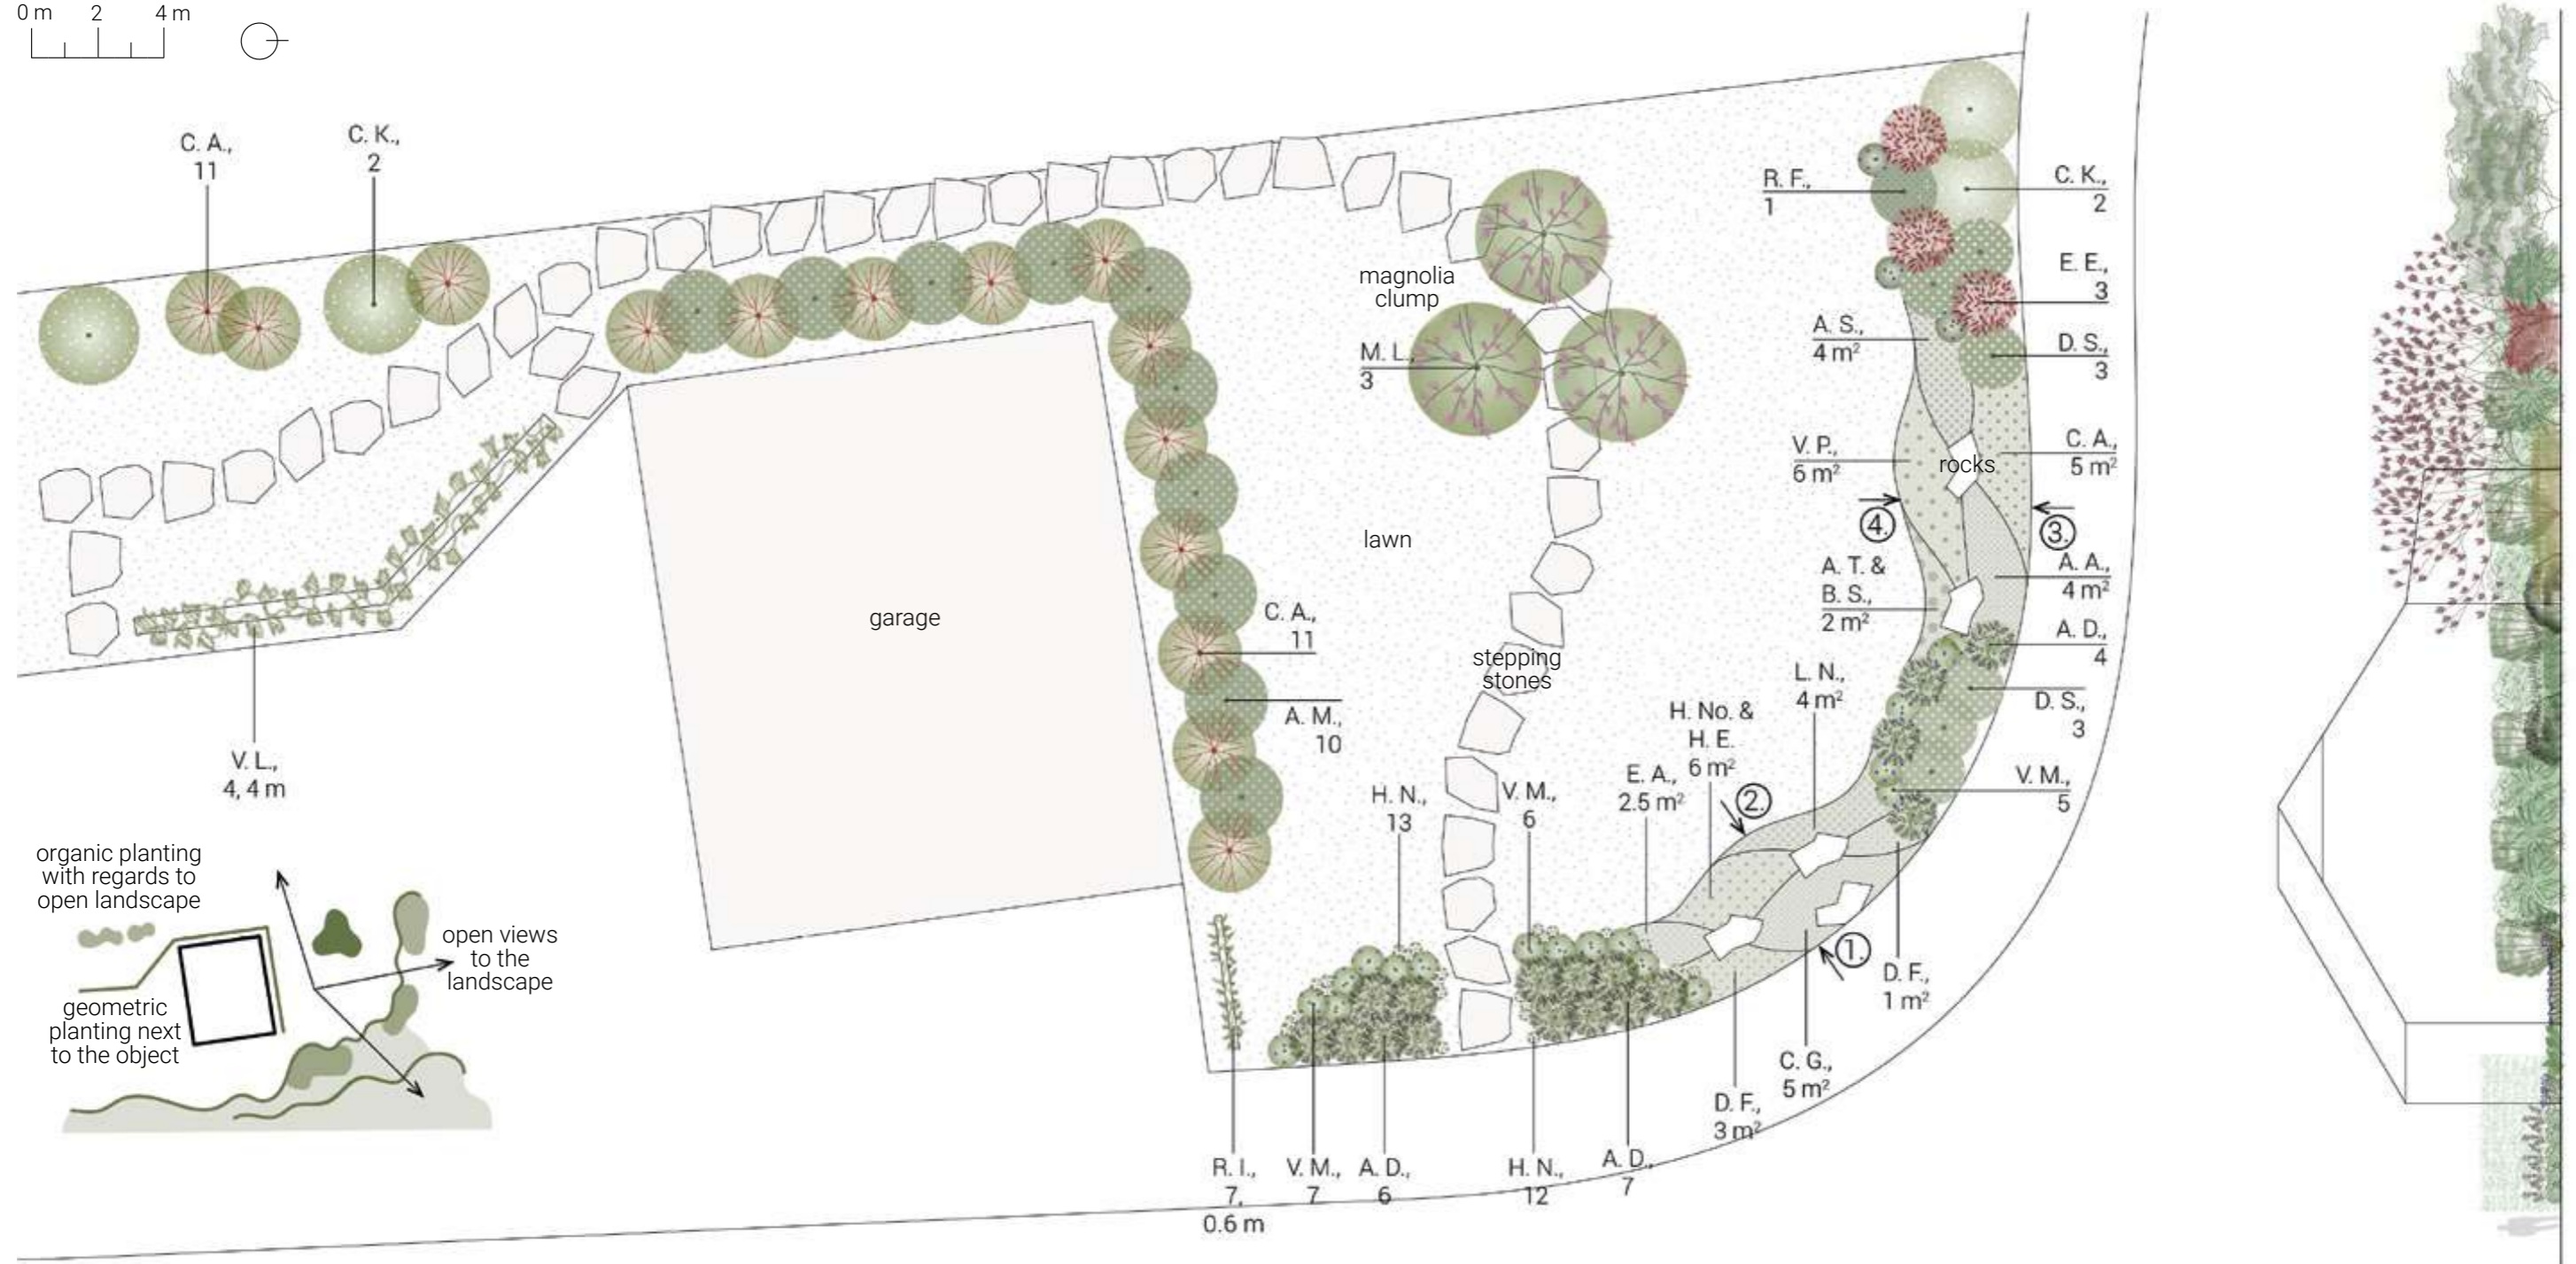 0 m 2 4 m
C. A.,
11
C. K.,
2
R. F.,
1
C. K.,
2
E. E.,
3
magnolia
clump
A. S.,
4 m²
D. S.,
3
M. L.,
3
V. P.,
6 m²
rocks
C. A.,
5 m²
4.
3.
lawn
A. T. &
B. S.,
2 m²
A. A.,
4 m²
garage
C. A.,
11
A. D.,
4
stepping
stones
L. N.,
4 m²
D. S.,
3
A. M.,
10
H. No. &
H. E.
6 m²
V. L.,
4, 4 m
E. A.,
2.5 m²
V. M.,
5
H. N.,
13
V. M.,
6
2.
organic planting
with regards to
open landscape
open views
to the
landscape
geometric
planting next
to the object
1.
D. F.,
1 m²
C. G.,
5 m²
D. F.,
3 m²
R. I.,
7,
0.6 m
V. M.,
7
A. D.,
6
H. N.,
12
A. D.,
7